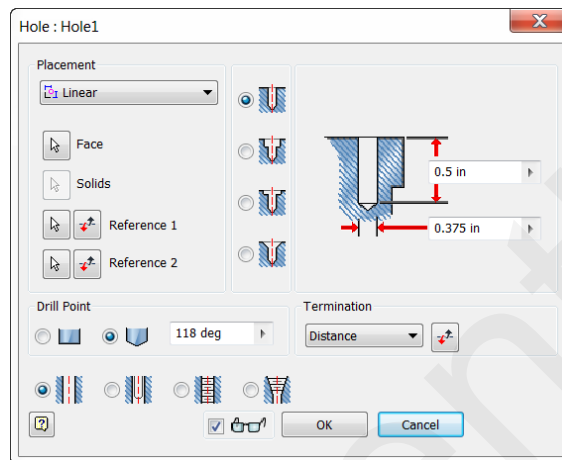 Hole : Hole1
Placement
Linear
Face
Solids
Reference 1
Reference 2
0.5 in
0.375 in
Drill Point
118 deg
Termination
Distance
OK
Cancel